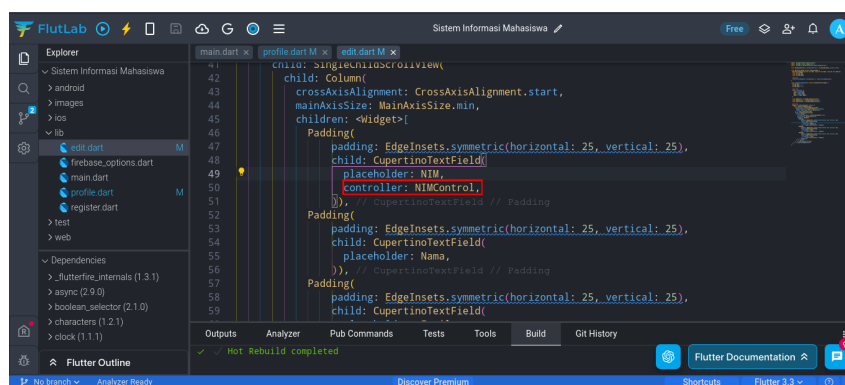 FlutLab
Sistem Informasi Mahasiswa
Free
A
Explorer
main.dart
profile.dart M
edit.dart M
Sistem Informasi Mahasiswa
android
images
ios
lib
edit.dart M
firebase_options.dart
main.dart
profile.dart M
register.dart
test
web
Dependencies
_flutterfire_internals (1.3.1)
async (2.9.0)
boolean_selector (2.1.0)
characters (1.2.1)
clock (1.1.1)
Flutter Outline
2
41 child: SingleChildScrollView(
42 child: Column(
43 crossAxisAlignment: CrossAxisAlignment.start,
44 mainAxisSize: MainAxisSize.min,
45 children: <Widget>[
46 Padding(
47 padding: EdgeInsets.symmetric(horizontal: 25, vertical: 25),
48 child: CupertinoTextField(
49 placeholder: NIM,
50 controller: NIMControl,
51 )), // CupertinoTextField // Padding
52 Padding(
53 padding: EdgeInsets.symmetric(horizontal: 25, vertical: 25),
54 child: CupertinoTextField(
55 placeholder: Nama,
56 )), // CupertinoTextField // Padding
57 Padding(
58 padding: EdgeInsets.symmetric(horizontal: 25, vertical: 25),
59 child: CupertinoTextField(
Outputs Analyzer Pub Commands Tests Tools Build Git History
Hot Rebuild completed
Flutter Documentation
No branch Analyzer Ready Discover Premium Shortcuts Flutter 3.3